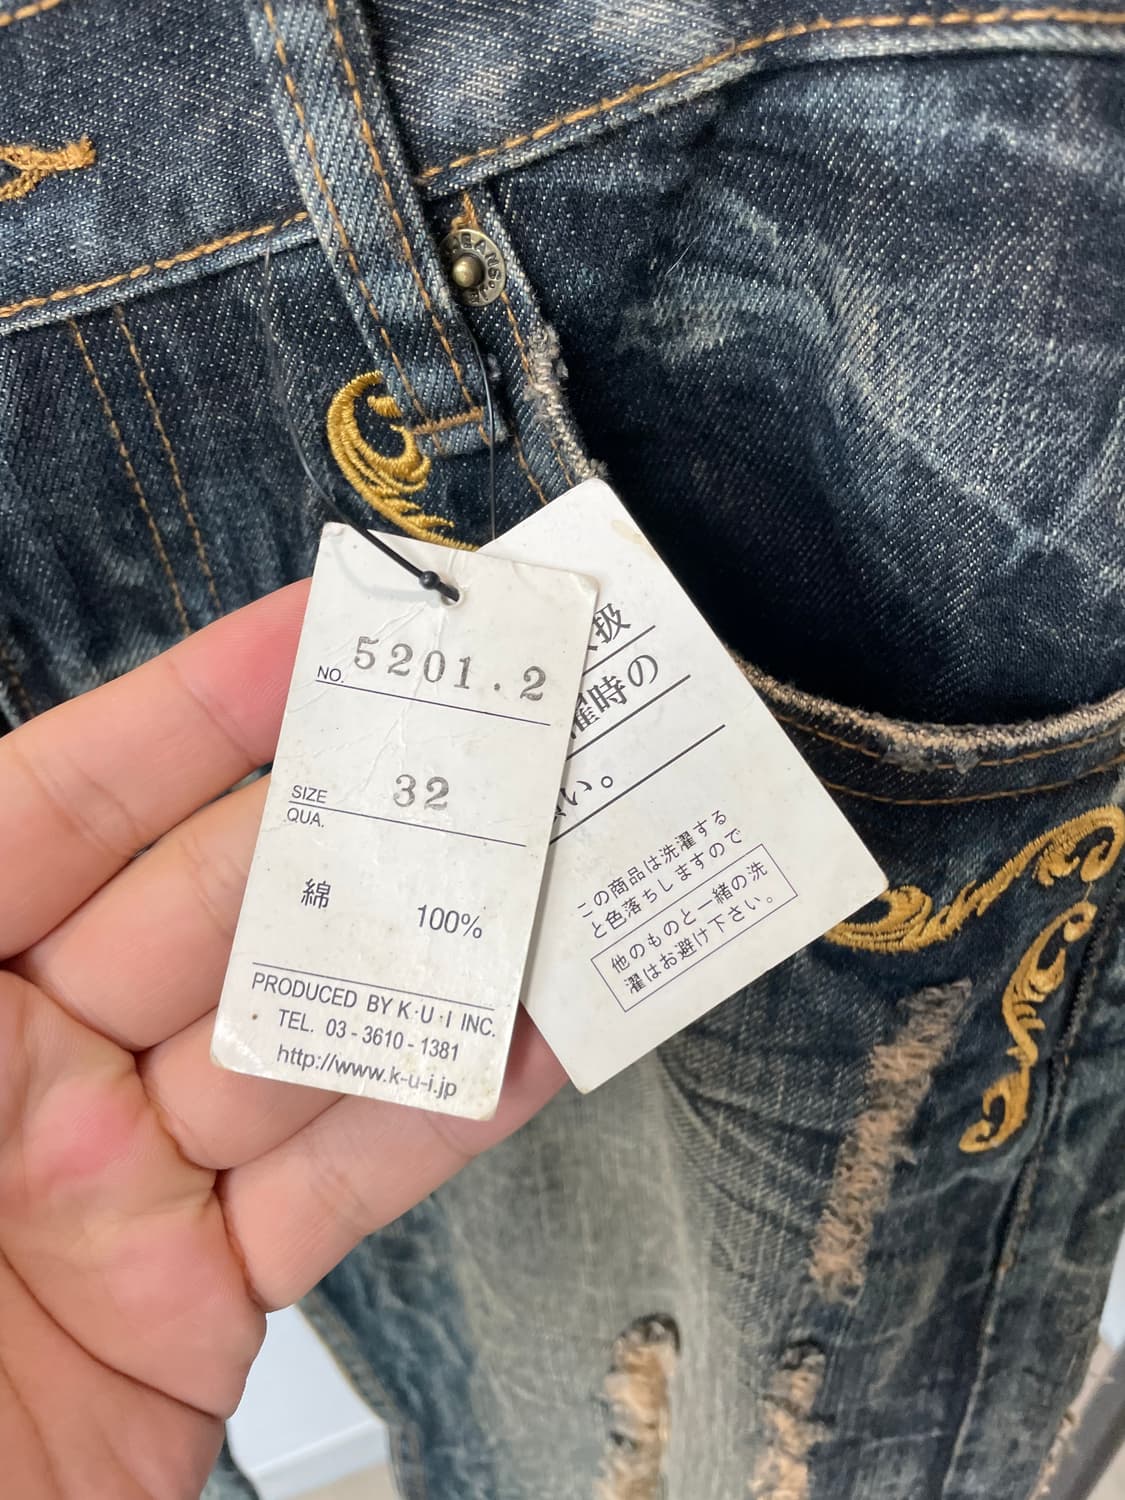 JEANS
NO. 5201.2
SIZE 32
QUA.
綿 100%
PRODUCED BY K・U・I INC.
TEL. 03-3610-1381
http://www.k-u-i.jp
扱
濯時の
い。
この商品は洗濯する
と色落ちしますので
他のものと一緒の洗
濯はお避け下さい。